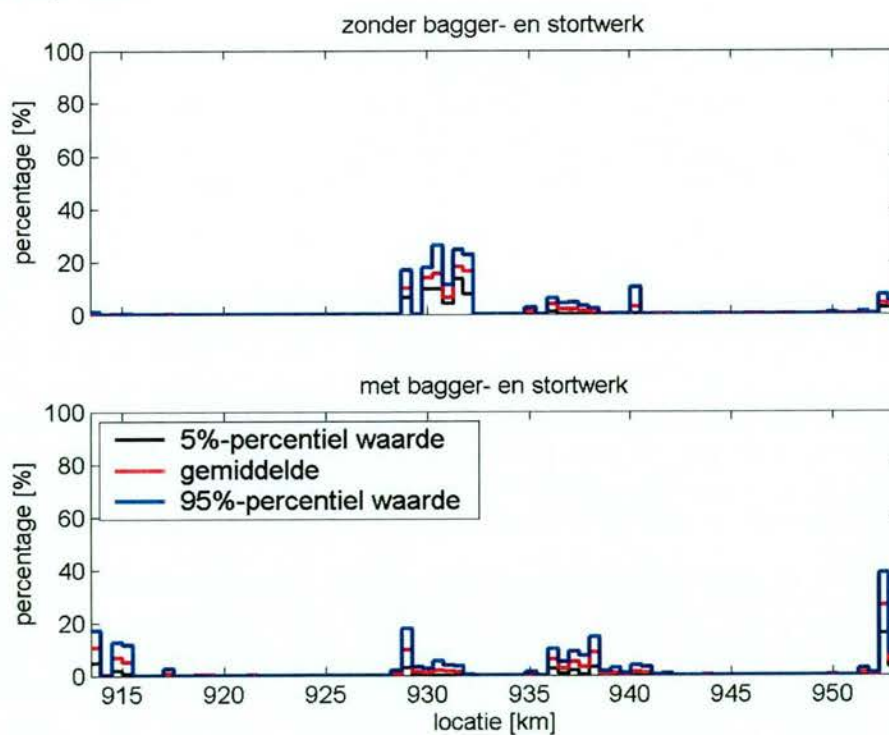 zonder bagger- en stortwerk
percentage [%]
100
80
60
40
20
0
met bagger- en stortwerk
percentage [%]
100
80
60
40
20
0
5%-percentiel waarde
gemiddelde
95%-percentiel waarde
915 920 925 930 935 940 945 950
locatie [km]